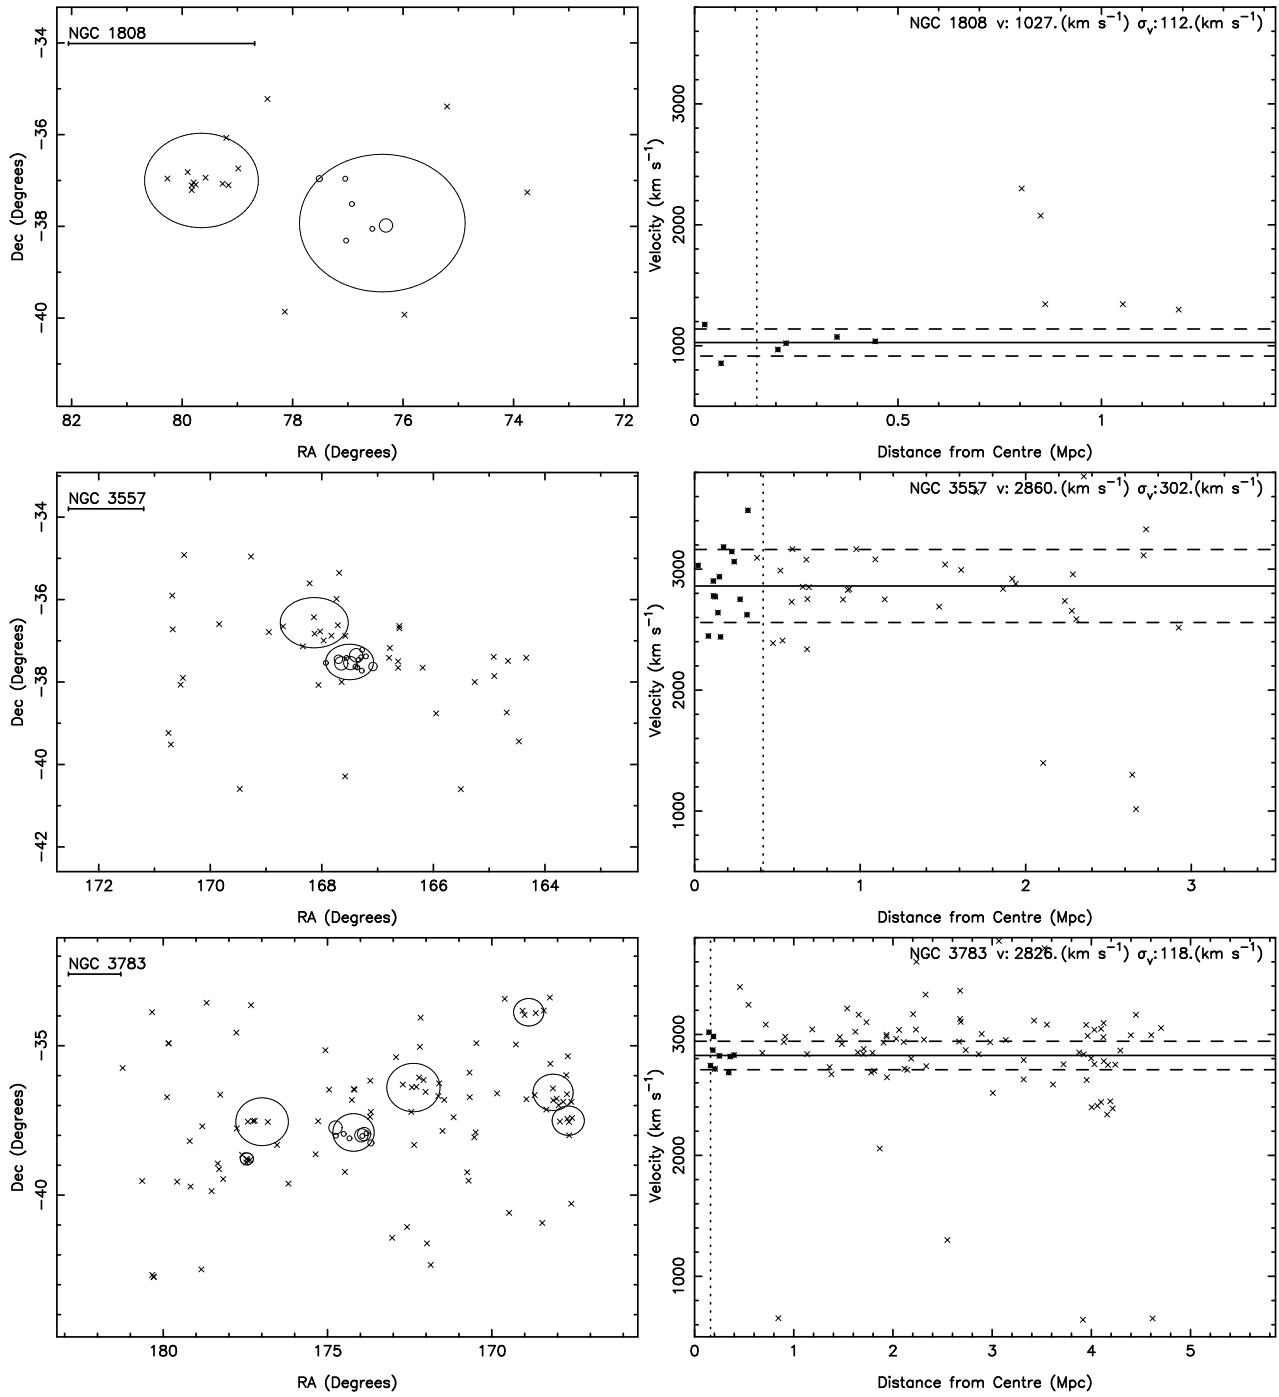 NGC 1808
−34
−36
−38
−40
Dec (Degrees)
82 80 78 76 74 72
RA (Degrees)
NGC 1808 v: 1027. (km s−1) σv: 112. (km s−1)
3000
2000
1000
Velocity (km s−1)
0 0.5 1
Distance from Centre (Mpc)
NGC 3557
−34
−36
−38
−40
−42
Dec (Degrees)
172 170 168 166 164
RA (Degrees)
NGC 3557 v: 2860. (km s−1) σv: 302. (km s−1)
3000
2000
1000
Velocity (km s−1)
0 1 2 3
Distance from Centre (Mpc)
NGC 3783
−35
−40
Dec (Degrees)
180 175 170
RA (Degrees)
NGC 3783 v: 2826. (km s−1) σv: 118. (km s−1)
3000
2000
1000
Velocity (km s−1)
0 1 2 3 4 5
Distance from Centre (Mpc)